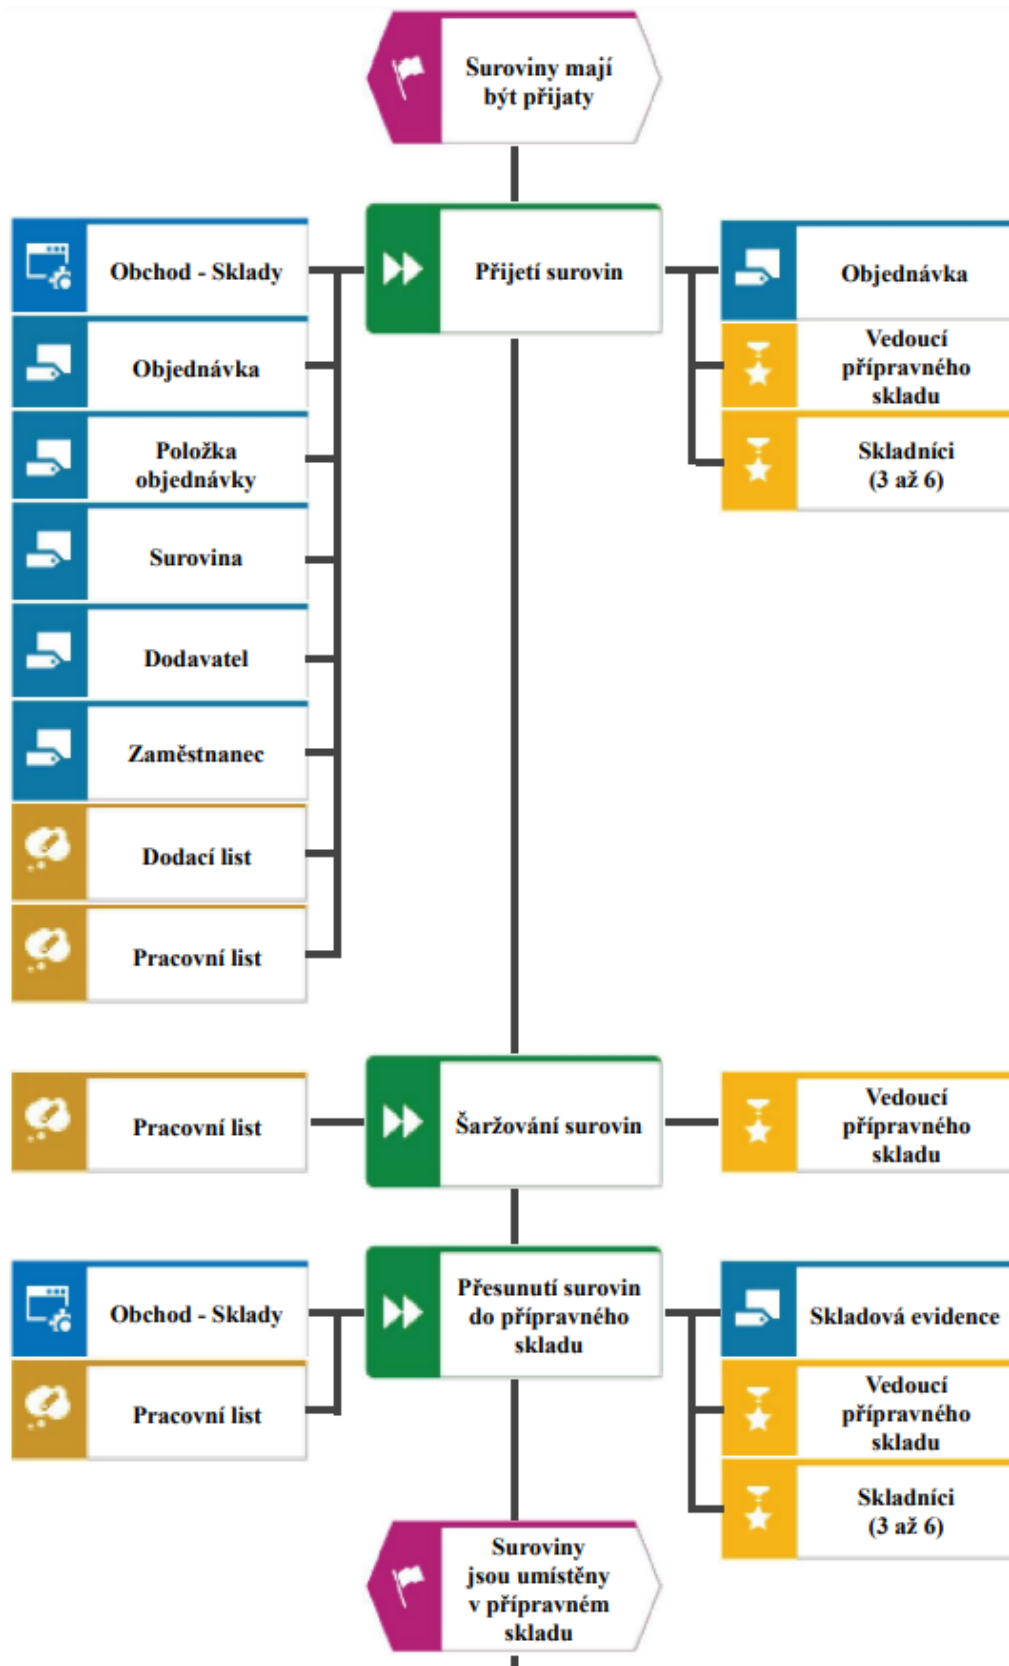 Suroviny mají
být přijaty
Obchod - Sklady
Přijetí surovin
Objednávka
Objednávka
Vedoucí
přípravného
skladu
Položka
objednávky
Skladníci
(3 až 6)
Surovina
Dodavatel
Zaměstnanec
Dodací list
Pracovní list
Pracovní list
Šaržování surovin
Vedoucí
přípravného
skladu
Obchod - Sklady
Přesunutí surovin
do přípravného
skladu
Skladová evidence
Pracovní list
Vedoucí
přípravného
skladu
Skladníci
(3 až 6)
Suroviny
jsou umístěny
v přípravném
skladu